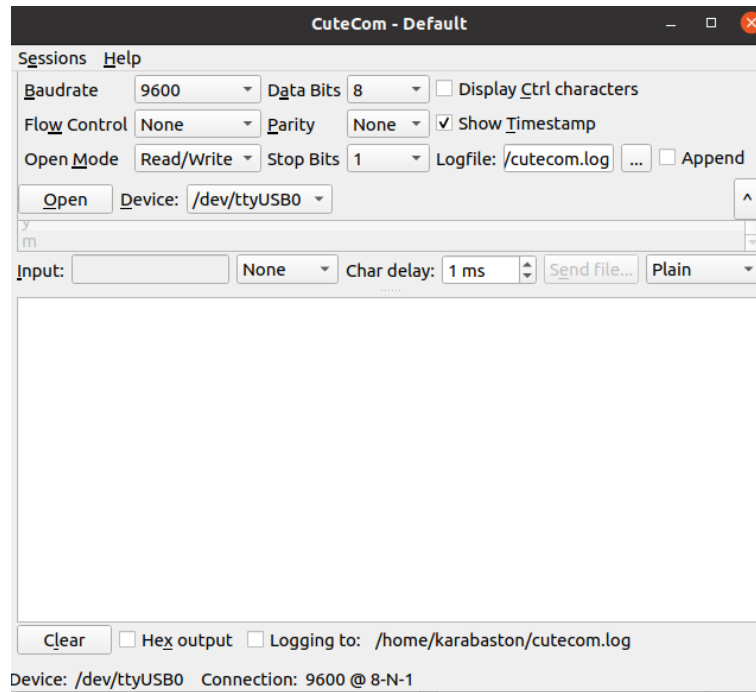 CuteCom - Default
Sessions Help
Baudrate 9600 Data Bits 8 Display Ctrl characters
Flow Control None Parity None Show Timestamp
Open Mode Read/Write Stop Bits 1 Logfile: /cutecom.log ... Append
Open Device: /dev/ttyUSB0 ^
y
m
Input: None Char delay: 1 ms Send file... Plain
Clear Hex output Logging to: /home/karabaston/cutecom.log
Device: /dev/ttyUSB0 Connection: 9600 @ 8-N-1